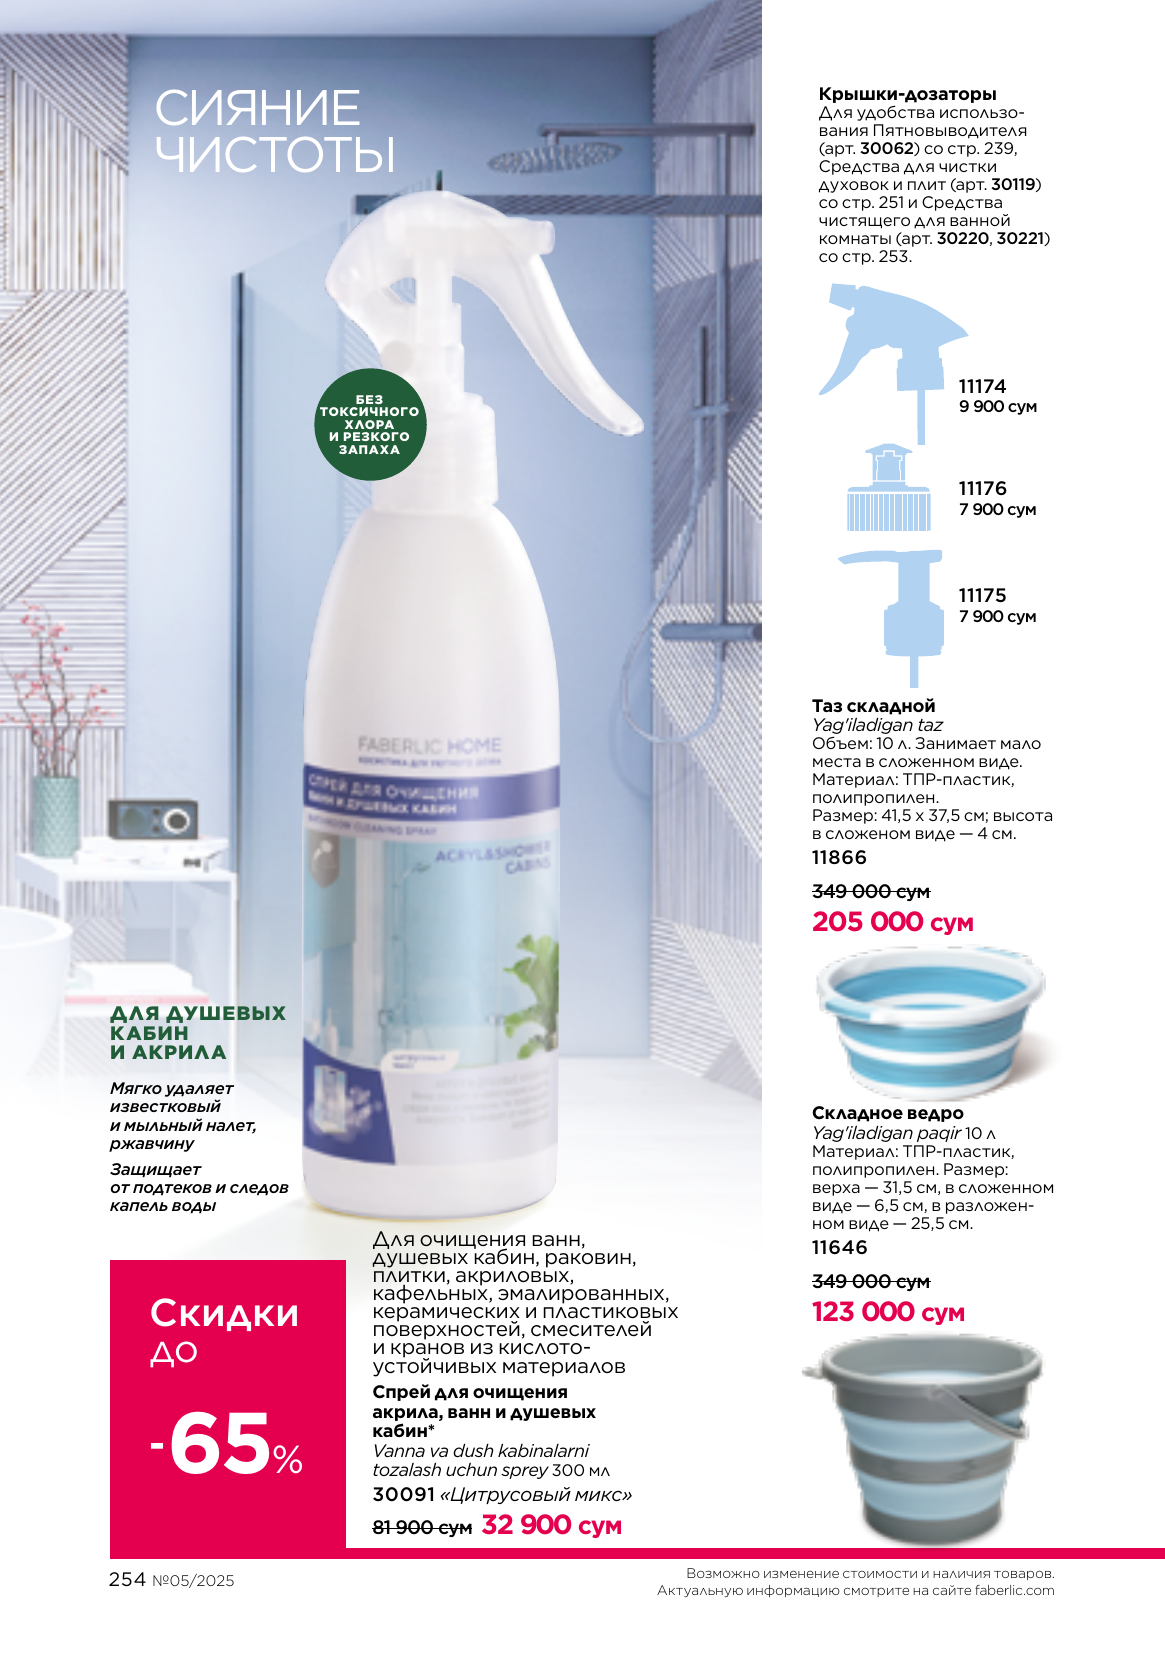 СИЯНИЕ
ЧИСТОТЫ
БЕЗ
ТОКСИЧНОГО
ХЛОРА
И РЕЗКОГО
ЗАПАХА
FABERLIC HOME
СПРЕЙ ДЛЯ ОЧИЩЕНИЯ
ВАНН И ДУШЕВЫХ КАБИН
BATHROOM CLEANING SPRAY
ACRYL&SHOWER
CABINS
ДЛЯ ДУШЕВЫХ
КАБИН
И АКРИЛА
Мягко удаляет
известковый
и мыльный налет,
ржавчину
Защищает
от подтеков и следов
капель воды
Скидки
до
-65%
Для очищения ванн,
душевых кабин, раковин,
плитки, акриловых,
кафельных, эмалированных,
керамических и пластиковых
поверхностей, смесителей
и кранов из кислото-
устойчивых материалов
Спрей для очищения
акрила, ванн и душевых
кабин*
Vanna va dush kabinalarni
tozalash uchun sprey 300 мл
30091 «Цитрусовый микс»
81 900 сум 32 900 сум
Крышки-дозаторы
Для удобства использо-
вания Пятновыводителя
(арт. 30062) со стр. 239,
Средства для чистки
духовок и плит (арт. 30119)
со стр. 251 и Средства
чистящего для ванной
комнаты (арт. 30220, 30221)
со стр. 253.
11174
9 900 сум
11176
7 900 сум
11175
7 900 сум
Таз складной
Yag'iladigan taz
Объем: 10 л. Занимает мало
места в сложенном виде.
Материал: ТПР-пластик,
полипропилен.
Размер: 41,5 х 37,5 см; высота
в сложеном виде — 4 см.
11866
349 000 сум
205 000 сум
Складное ведро
Yag'iladigan paqir 10 л
Материал: ТПР-пластик,
полипропилен. Размер:
верха — 31,5 см, в сложенном
виде — 6,5 см, в разложен-
ном виде — 25,5 см.
11646
349 000 сум
123 000 сум
254 №05/2025
Возможно изменение стоимости и наличия товаров.
Актуальную информацию смотрите на сайте faberlic.com